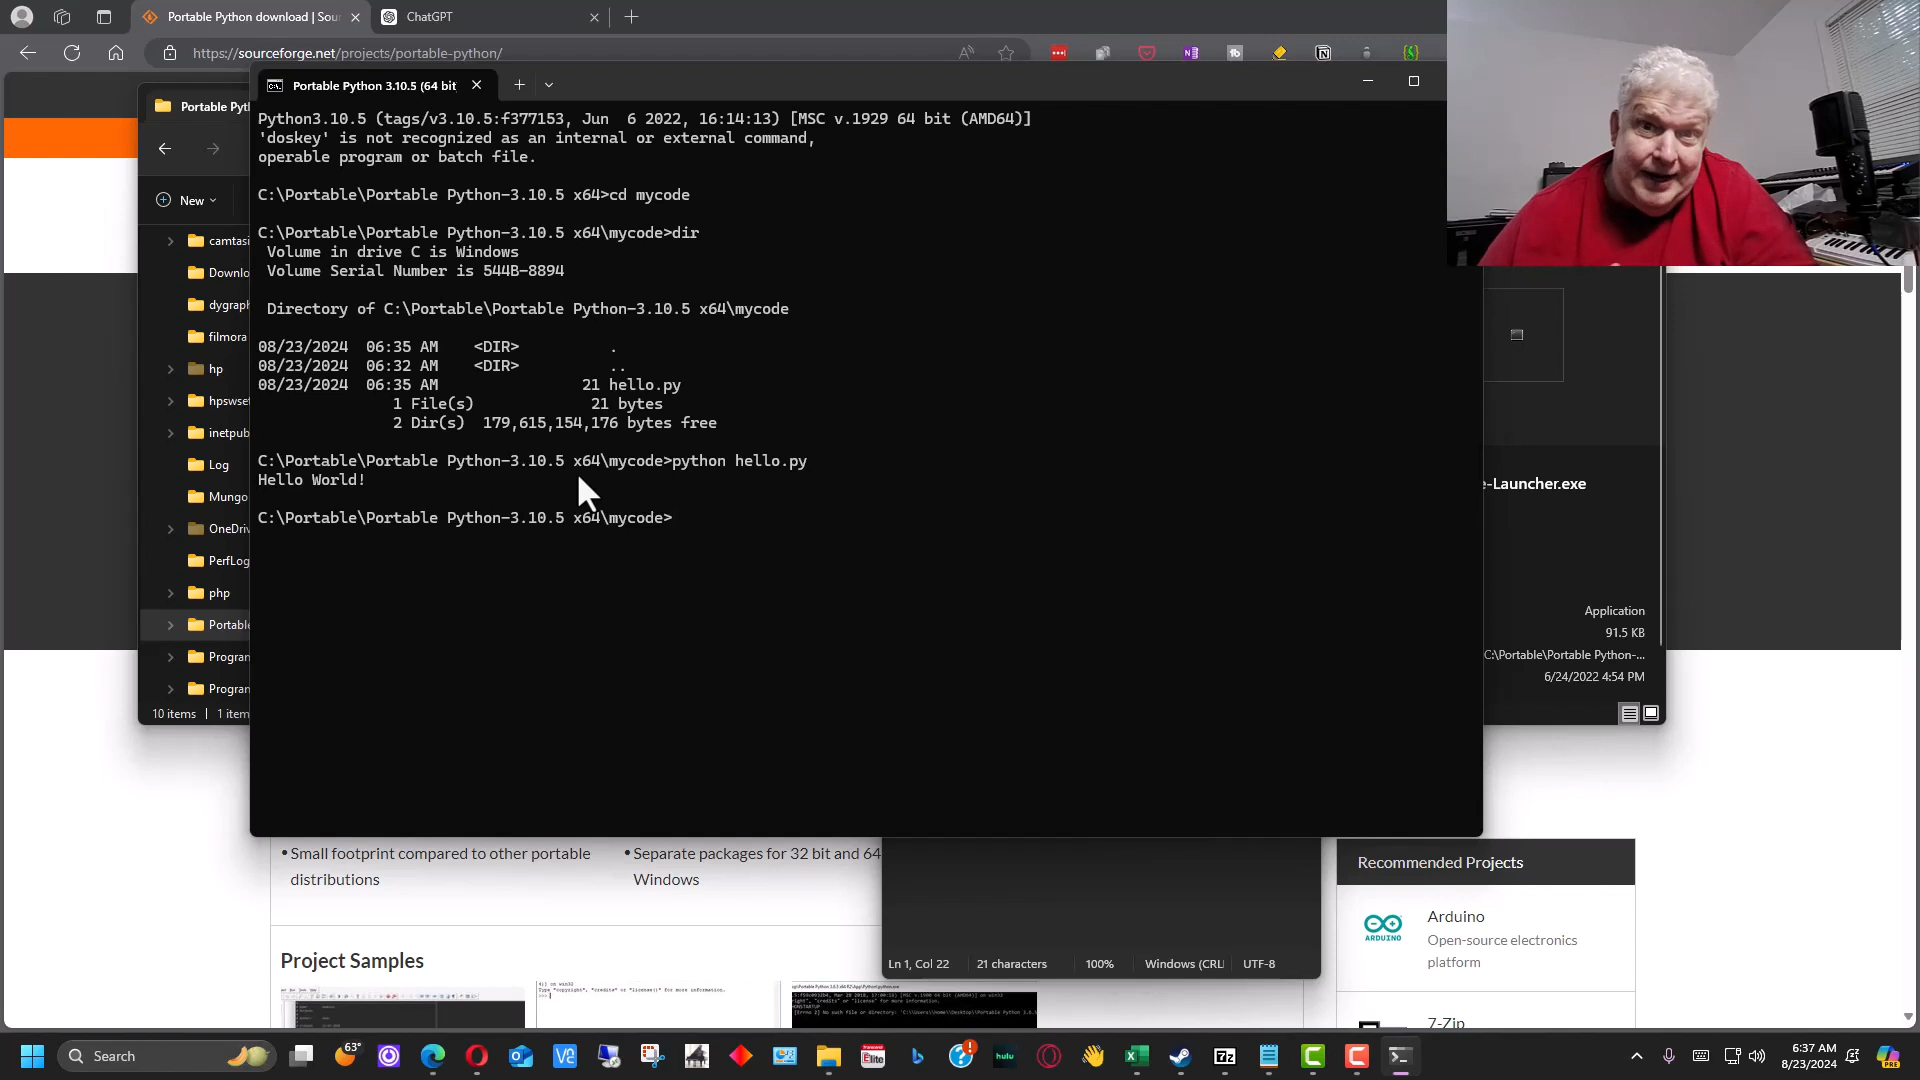 Portable Python download | Sou
ChatGPT
https://sourceforge.net/projects/portable-python/
Portable Pyth
Portable Python 3.10.5 (64 bit
New
camtasi
Downlo
dygraph
filmora
hp
hpswse
inetpub
Log
Mungo
OneDriv
PerfLog
php
Portable
Progran
Progran
10 items
1 item
Python3.10.5 (tags/v3.10.5:f377153, Jun  6 2022, 16:14:13) [MSC v.1929 64 bit (AMD64)]
'doskey' is not recognized as an internal or external command,
operable program or batch file.
C:\Portable\Portable Python-3.10.5 x64>cd mycode
C:\Portable\Portable Python-3.10.5 x64\mycode>dir
Volume in drive C is Windows
Volume Serial Number is 544B-8894
Directory of C:\Portable\Portable Python-3.10.5 x64\mycode
08/23/2024  06:35 AM    <DIR>          .
08/23/2024  06:32 AM    <DIR>          ..
08/23/2024  06:35 AM                21 hello.py
1 File(s)             21 bytes
2 Dir(s)  179,615,154,176 bytes free
C:\Portable\Portable Python-3.10.5 x64\mycode>python hello.py
Hello World!
C:\Portable\Portable Python-3.10.5 x64\mycode>
e-Launcher.exe
Application
91.5 KB
C:\Portable\Portable Python-...
6/24/2022 4:54 PM
• Small footprint compared to other portable
distributions
• Separate packages for 32 bit and 64
Windows
Project Samples
Ln 1, Col 22
21 characters
100%
Windows (CRL
UTF-8
Recommended Projects
Arduino
Open-source electronics
platform
ARDUINO
7-Zip
Search
63°
hulu
6:37 AM
8/23/2024